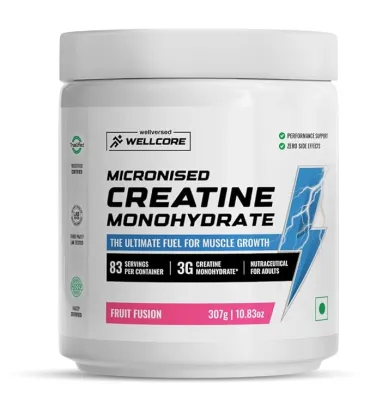 wellversed
WELLCORE
PERFORMANCE SUPPORT
ZERO SIDE EFFECTS
MICRONISED
CREATINE
MONOHYDRATE
THE ULTIMATE FUEL FOR MUSCLE GROWTH
83 SERVINGS PER CONTAINER
3G CREATINE MONOHYDRATE*
NUTRACEUTICAL FOR ADULTS
FRUIT FUSION
307g | 10.83oz